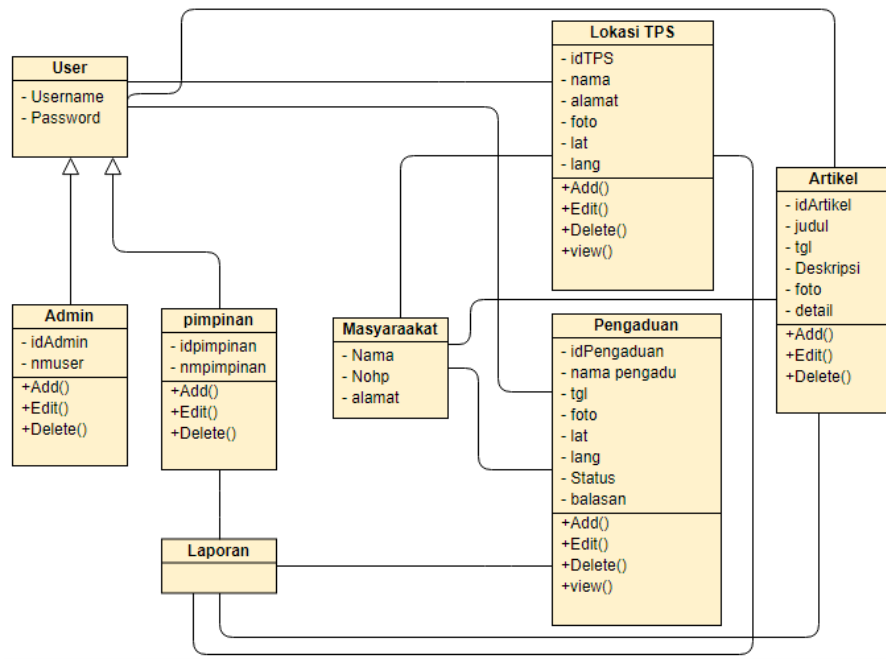 User
- Username
- Password
Admin
- idAdmin
- nmuser
+Add()
+Edit()
+Delete()
pimpinan
- idpimpinan
- nmpimpinan
+Add()
+Edit()
+Delete()
Laporan
Masyaraakat
- Nama
- Nohp
- alamat
Lokasi TPS
- idTPS
- nama
- alamat
- foto
- lat
- lang
+Add()
+Edit()
+Delete()
+view()
Pengaduan
- idPengaduan
- nama pengadu
- tgl
- foto
- lat
- lang
- Status
- balasan
+Add()
+Edit()
+Delete()
+view()
Artikel
- idArtikel
- judul
- tgl
- Deskripsi
- foto
- detail
+Add()
+Edit()
+Delete()